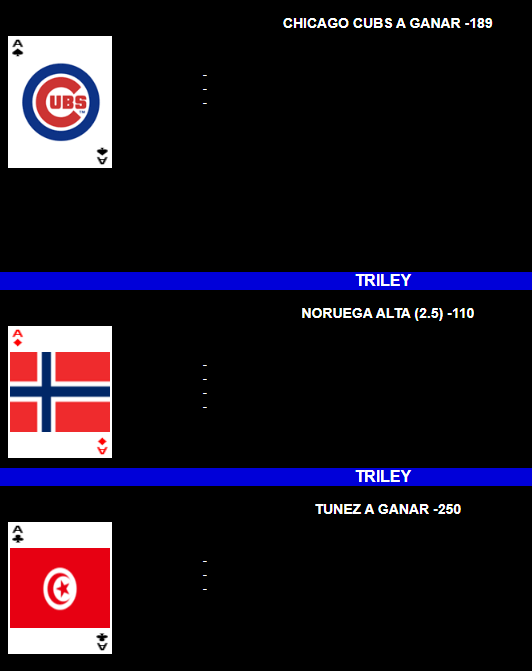 CHICAGO CUBS A GANAR -189
A
CUBS
-
-
-
A
TRILEY
NORUEGA ALTA (2.5) -110
A
-
-
-
-
A
TRILEY
TUNEZ A GANAR -250
A
-
-
-
A